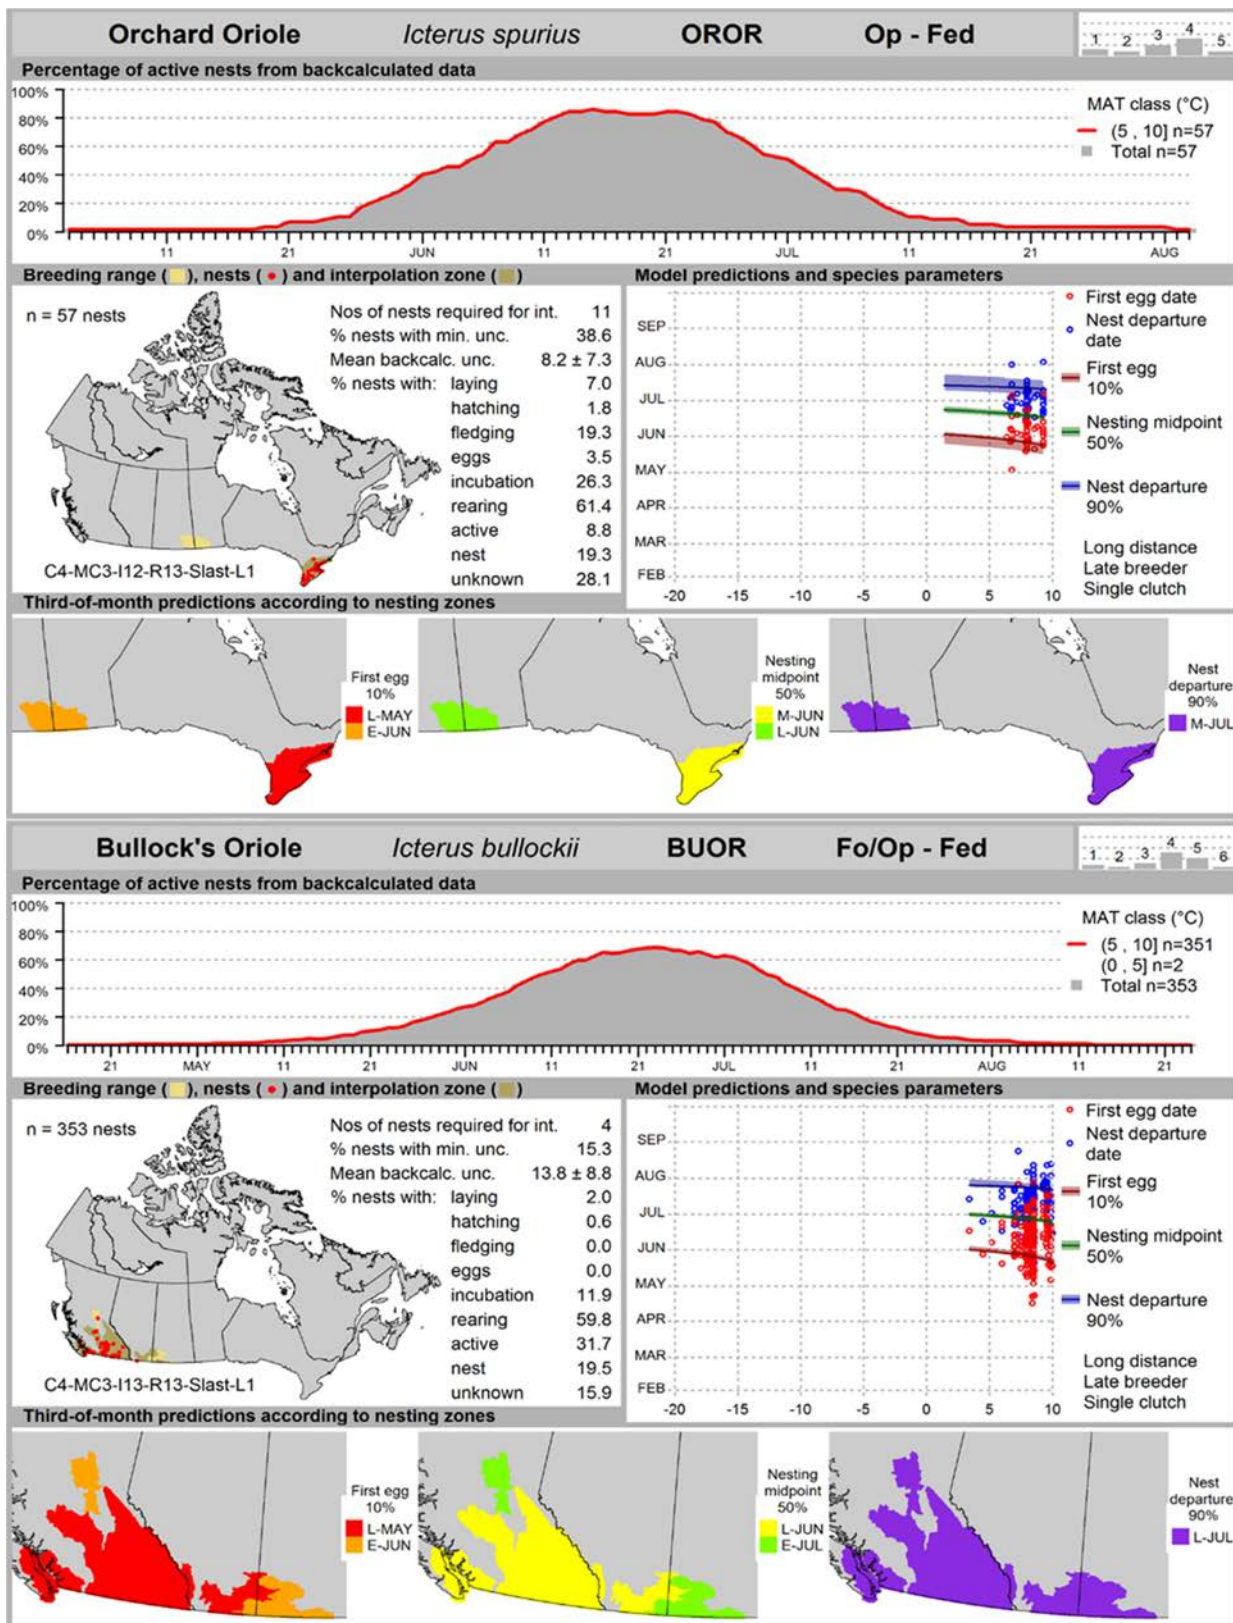 Orchard Oriole Icterus spurius OROR Op - Fed
1 2 3 4 5
Percentage of active nests from backcalculated data
100%
80%
60%
40%
20%
0%
MAT class (°C)
(5 , 10] n=57
Total n=57
11 21 JUN 11 21 JUL 11 21 AUG
Breeding range ( ), nests ( ) and interpolation zone ( )
n = 57 nests
Nos of nests required for int. 11
% nests with min. unc. 38.6
Mean backcalc. unc. 8.2 ± 7.3
% nests with: laying 7.0
hatching 1.8
fledging 19.3
eggs 3.5
incubation 26.3
rearing 61.4
active 8.8
nest 19.3
unknown 28.1
C4-MC3-I12-R13-Slast-L1
Model predictions and species parameters
SEP
AUG
JUL
JUN
MAY
APR
MAR
FEB
-20 -15 -10 -5 0 5 10
First egg date
Nest departure
date
First egg
10%
Nesting midpoint
50%
Nest departure
90%
Long distance
Late breeder
Single clutch
Third-of-month predictions according to nesting zones
First egg
10%
L-MAY
E-JUN
Nesting
midpoint
50%
M-JUN
L-JUN
Nest
departure
90%
M-JUL
Bullock's Oriole Icterus bullockii BUOR Fo/Op - Fed
1 2 3 4 5 6
Percentage of active nests from backcalculated data
100%
80%
60%
40%
20%
0%
MAT class (°C)
(5 , 10] n=351
(0 , 5] n=2
Total n=353
21 MAY 11 21 JUN 11 21 JUL 11 21 AUG 11 21
Breeding range ( ), nests ( ) and interpolation zone ( )
n = 353 nests
Nos of nests required for int. 4
% nests with min. unc. 15.3
Mean backcalc. unc. 13.8 ± 8.8
% nests with: laying 2.0
hatching 0.6
fledging 0.0
eggs 0.0
incubation 11.9
rearing 59.8
active 31.7
nest 19.5
unknown 15.9
C4-MC3-I13-R13-Slast-L1
Model predictions and species parameters
SEP
AUG
JUL
JUN
MAY
APR
MAR
FEB
-20 -15 -10 -5 0 5 10
First egg date
Nest departure
date
First egg
10%
Nesting midpoint
50%
Nest departure
90%
Long distance
Late breeder
Single clutch
Third-of-month predictions according to nesting zones
First egg
10%
L-MAY
E-JUN
Nesting
midpoint
50%
L-JUN
E-JUL
Nest
departure
90%
L-JUL